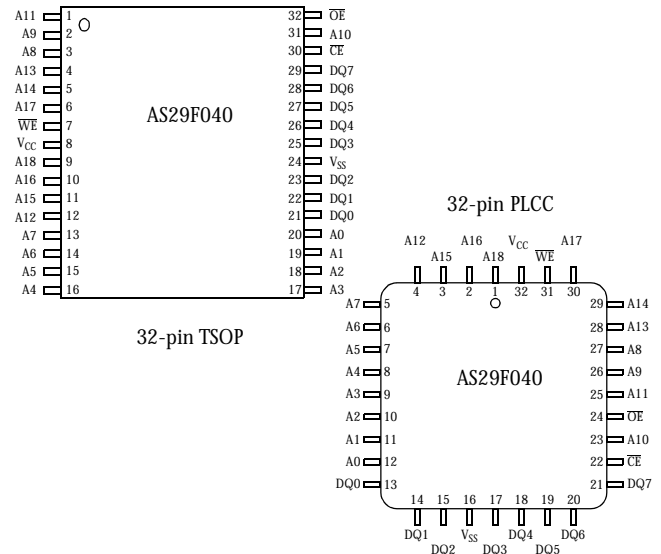 A11 1 32 OE
A9 2 31 A10
A8 3 30 CE
A13 4 29 DQ7
A14 5 28 DQ6
A17 6 27 DQ5
WE 7 26 DQ4
VCC 8 25 DQ3
A18 9 24 VSS
A16 10 23 DQ2
A15 11 22 DQ1
A12 12 21 DQ0
A7 13 20 A0
A6 14 19 A1
A5 15 18 A2
A4 16 17 A3
AS29F040
32-pin TSOP
32-pin PLCC
A12 A16 VCC A17
A15 A18 WE
4 3 2 1 32 31 30
A7 5 29 A14
A6 6 28 A13
A5 7 27 A8
A4 8 26 A9
A3 9 25 A11
A2 10 24 OE
A1 11 23 A10
A0 12 22 CE
DQ0 13 21 DQ7
AS29F040
14 15 16 17 18 19 20
DQ1 VSS DQ4 DQ6
DQ2 DQ3 DQ5